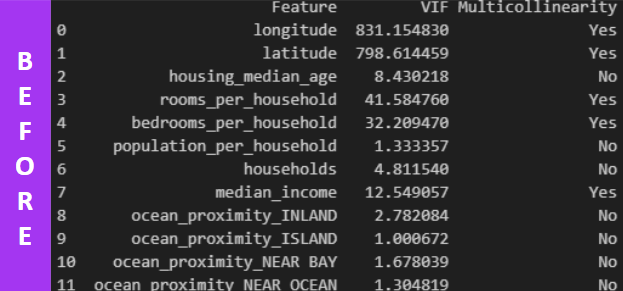 BEFORE
Feature VIF Multicollinearity
0 longitude 831.154830 Yes
1 latitude 798.614459 Yes
2 housing_median_age 8.430218 No
3 rooms_per_household 41.584760 Yes
4 bedrooms_per_household 32.209470 Yes
5 population_per_household 1.333357 No
6 households 4.811540 No
7 median_income 12.549057 Yes
8 ocean_proximity_INLAND 2.782084 No
9 ocean_proximity_ISLAND 1.000672 No
10 ocean_proximity_NEAR BAY 1.678039 No
11 ocean_proximity_NEAR OCEAN 1.304819 No